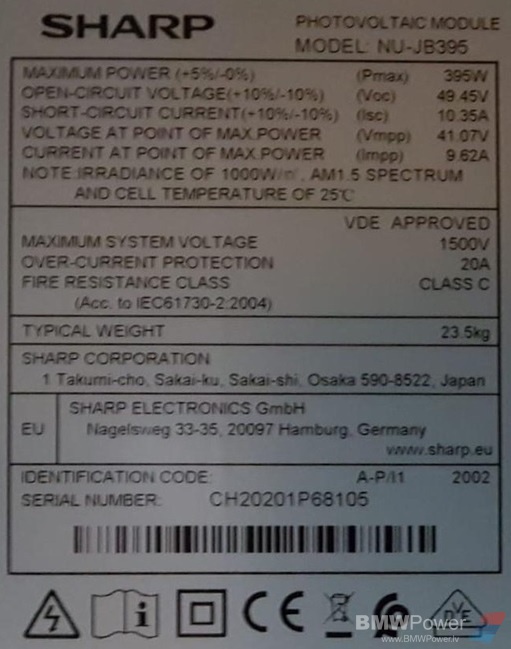 SHARP
PHOTOVOLTAIC MODULE
MODEL: NU-JB395
MAXIMUM POWER (+5%/-0%) (Pmax) 395W
OPEN-CIRCUIT VOLTAGE(+10%/-10%) (Voc) 49.45V
SHORT-CIRCUIT CURRENT(+10%/-10%) (Isc) 10.35A
VOLTAGE AT POINT OF MAX.POWER (Vmpp) 41.07V
CURRENT AT POINT OF MAX.POWER (Impp) 9.62A
NOTE:IRRADIANCE OF 1000W/㎡, AM1.5 SPECTRUM
AND CELL TEMPERATURE OF 25℃
VDE APPROVED
MAXIMUM SYSTEM VOLTAGE 1500V
OVER-CURRENT PROTECTION 20A
FIRE RESISTANCE CLASS CLASS C
(Acc. to IEC61730-2:2004)
TYPICAL WEIGHT 23.5kg
SHARP CORPORATION
1 Takumi-cho, Sakai-ku, Sakai-shi, Osaka 590-8522, Japan
EU
SHARP ELECTRONICS GmbH
Nagelsweg 33-35, 20097 Hamburg, Germany
www.sharp.eu
IDENTIFICATION CODE: A-P/I1 2002
SERIAL NUMBER: CH20201P68105
i
CE
DVE
BMWPower
www.BMWPower.lv